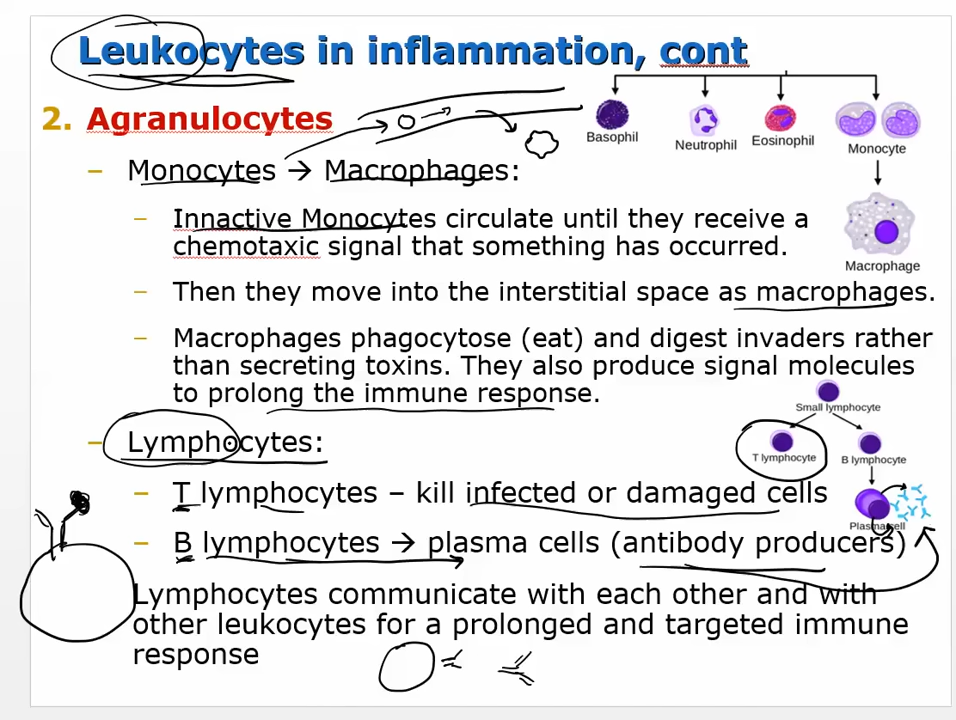 Leukocytes in inflammation, cont
2. Agranulocytes
Basophil
Neutrophil
Eosinophil
Monocyte
– Monocytes → Macrophages:
– Innactive Monocytes circulate until they receive a
chemotaxic signal that something has occurred.
Macrophage
– Then they move into the interstitial space as macrophages.
– Macrophages phagocytose (eat) and digest invaders rather
than secreting toxins. They also produce signal molecules
to prolong the immune response.
Small lymphocyte
– Lymphocytes:
T lymphocyte
B lymphocyte
– T lymphocytes – kill infected or damaged cells
Plasma cell
– B lymphocytes → plasma cells (antibody producers)
Lymphocytes communicate with each other and with
other leukocytes for a prolonged and targeted immune
response